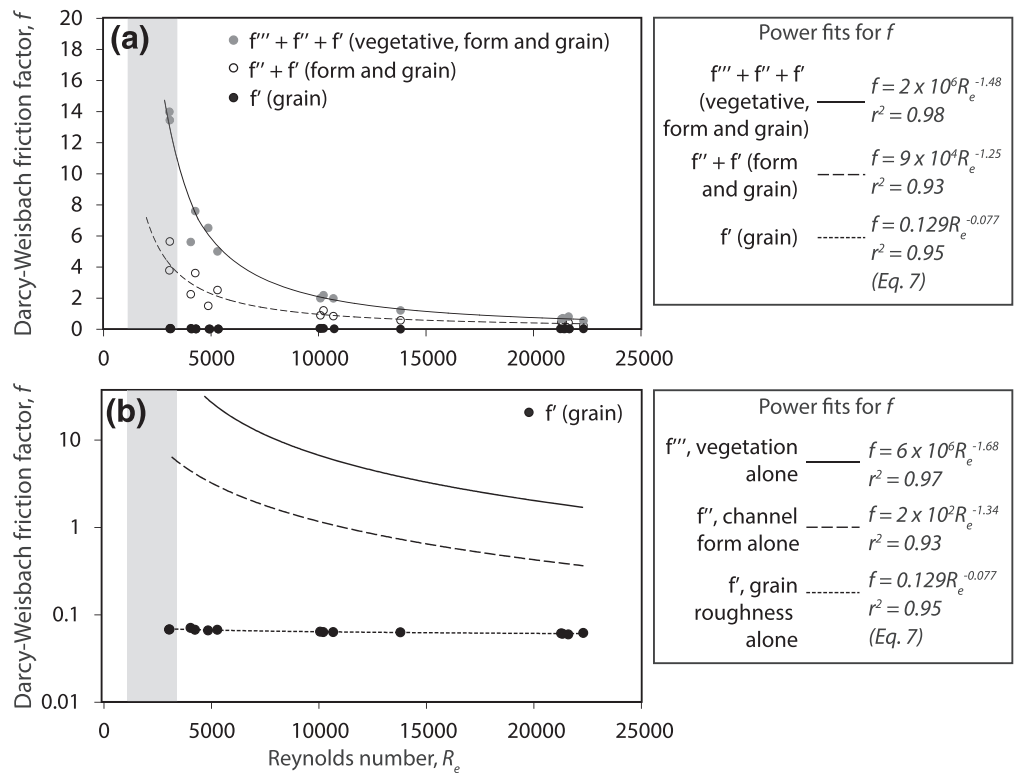 Darcy-Weisbach friction factor, f
20
18
16
14
12
10
8
6
4
2
0
(a)
f''' + f'' + f' (vegetative, form and grain)
f'' + f' (form and grain)
f' (grain)
0 5000 10000 15000 20000 25000
Power fits for f
f''' + f'' + f'
(vegetative,
form and grain)
f = 2 x 10⁶Rₑ⁻¹·⁴⁸
r² = 0.98
f'' + f' (form
and grain)
f = 9 x 10⁴Rₑ⁻¹·²⁵
r² = 0.93
f' (grain)
f = 0.129Rₑ⁻⁰·⁰⁷⁷
r² = 0.95
(Eq. 7)
Darcy-Weisbach friction factor, f
10
1
0.1
0.01
(b)
f' (grain)
0 5000 10000 15000 20000 25000
Reynolds number, Rₑ
Power fits for f
f''', vegetation
alone
f = 6 x 10⁶Rₑ⁻¹·⁶⁸
r² = 0.97
f'', channel
form alone
f = 2 x 10²Rₑ⁻¹·³⁴
r² = 0.93
f', grain
roughness
alone
f = 0.129Rₑ⁻⁰·⁰⁷⁷
r² = 0.95
(Eq. 7)